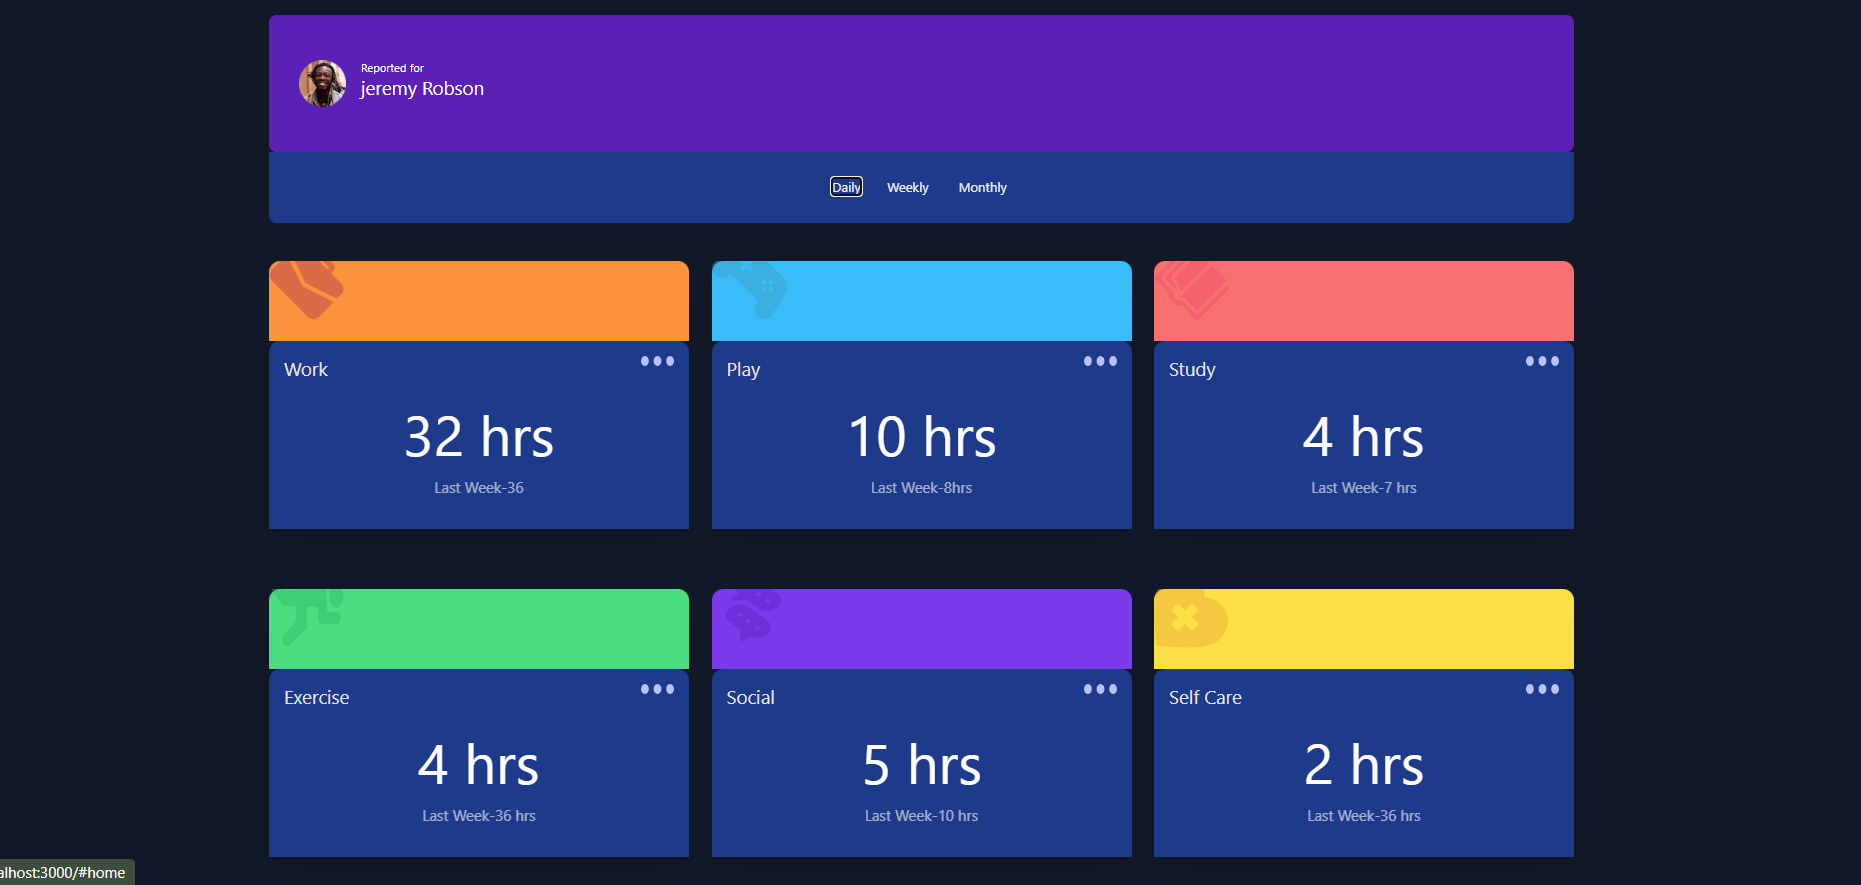 Reported for
jeremy Robson
Daily Weekly Monthly
Work
32 hrs
Last Week-36
Play
10 hrs
Last Week-8hrs
Study
4 hrs
Last Week-7 hrs
Exercise
4 hrs
Last Week-36 hrs
Social
5 hrs
Last Week-10 hrs
Self Care
2 hrs
Last Week-36 hrs
alhost:3000/#home